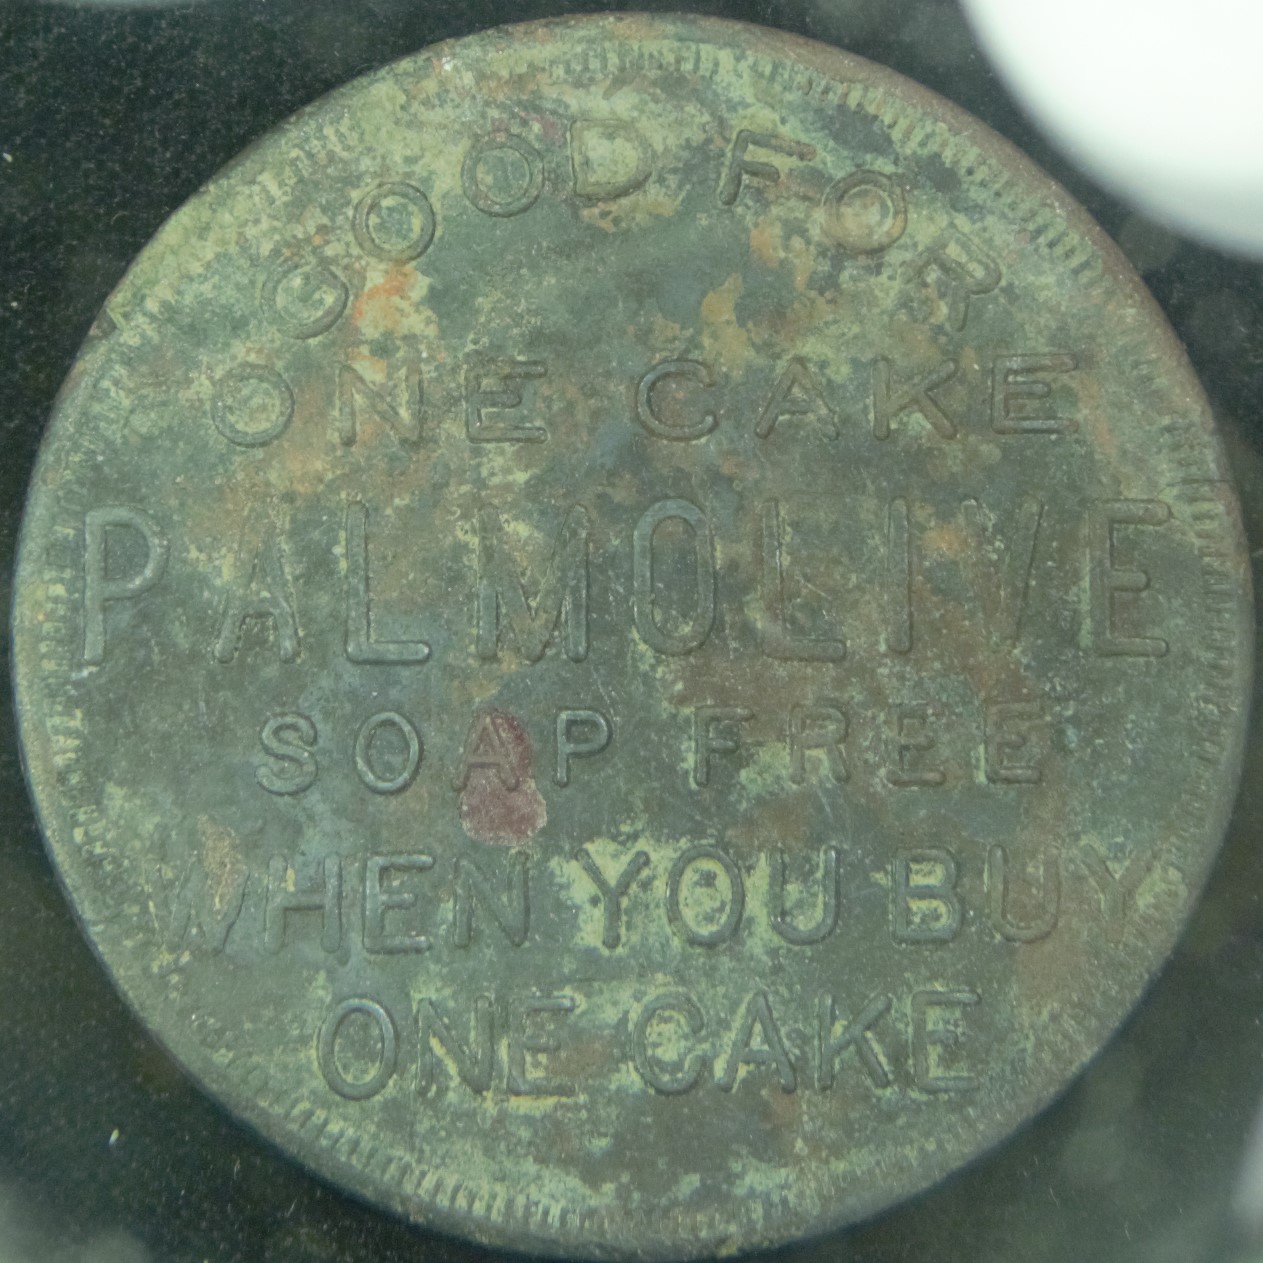 GOOD FOR
ONE CAKE
PALMOLIVE
SOAP FREE
WHEN YOU BUY
ONE CAKE